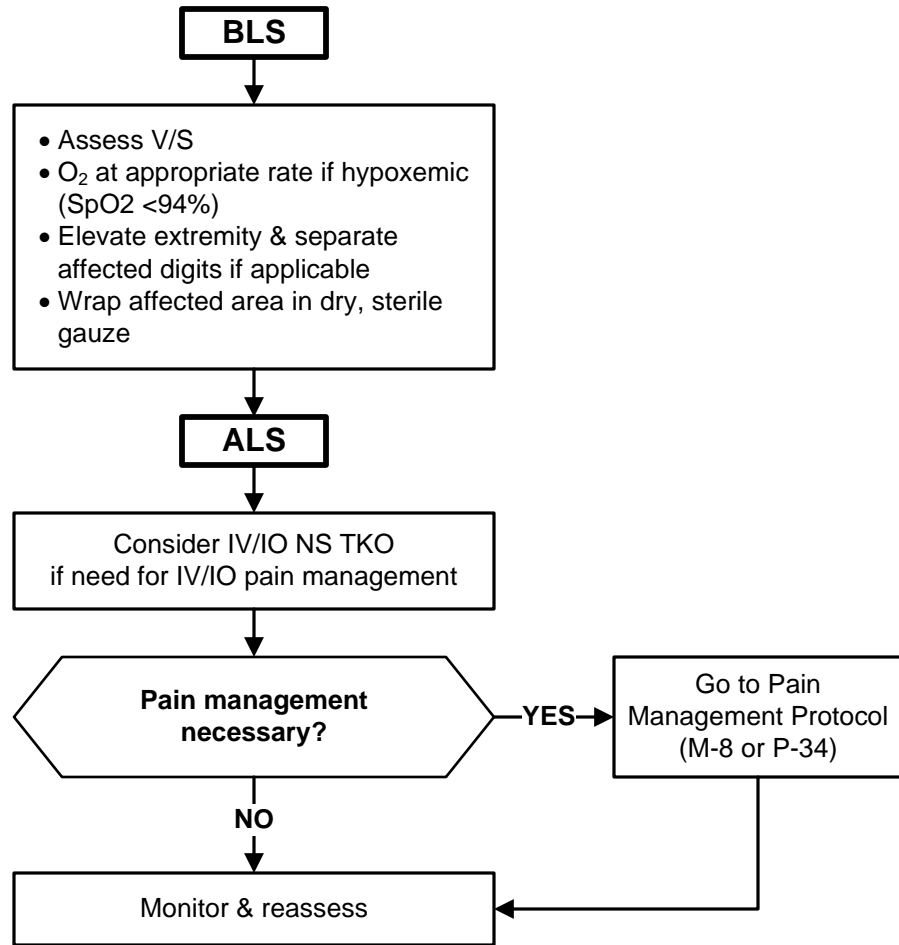 BLS
• Assess V/S
• O₂ at appropriate rate if hypoxemic
(SpO2 <94%)
• Elevate extremity & separate
affected digits if applicable
• Wrap affected area in dry, sterile
gauze
ALS
Consider IV/IO NS TKO
if need for IV/IO pain management
Pain management
necessary?
YES
Go to Pain
Management Protocol
(M-8 or P-34)
NO
Monitor & reassess